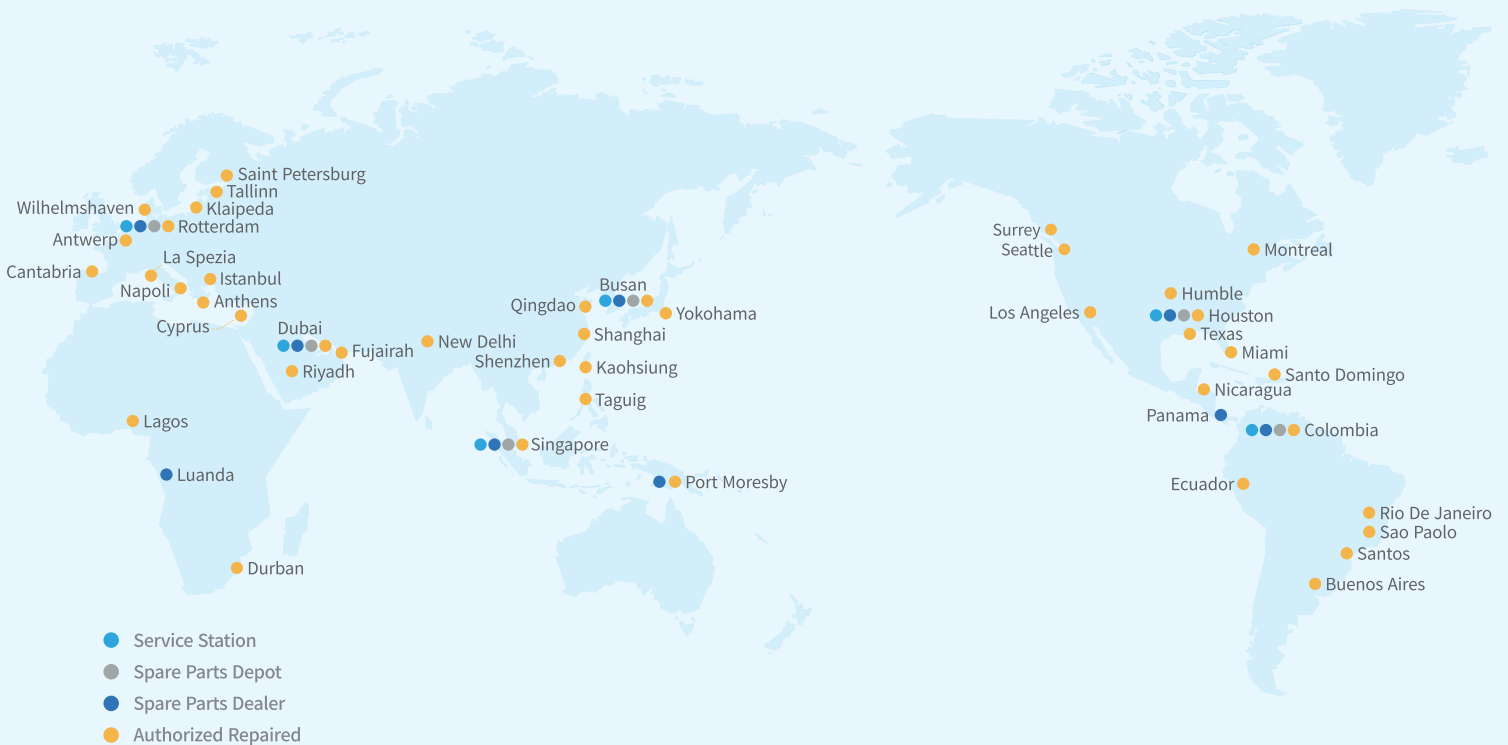 Saint Petersburg
Tallinn
Wilhelmshaven
Klaipeda
Rotterdam
Antwerp
La Spezia
Cantabria
Istanbul
Napoli
Anthens
Cyprus
Dubai
Fujairah
Riyadh
New Delhi
Busan
Qingdao
Yokohama
Shanghai
Shenzhen
Kaohsiung
Taguig
Lagos
Singapore
Luanda
Port Moresby
Durban
Surrey
Seattle
Montreal
Humble
Los Angeles
Houston
Texas
Miami
Santo Domingo
Nicaragua
Panama
Colombia
Ecuador
Rio De Janeiro
Sao Paolo
Santos
Buenos Aires
Service Station
Spare Parts Depot
Spare Parts Dealer
Authorized Repaired